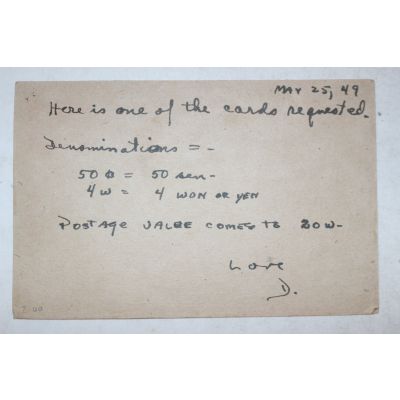 MAY 25, 49
Here is one of the cards requested.
Denominations = -
50 = 50 sen-
4 W = 4 WON OR YEN
POSTAGE VALUE COMES TO 20 W-
Love
D.